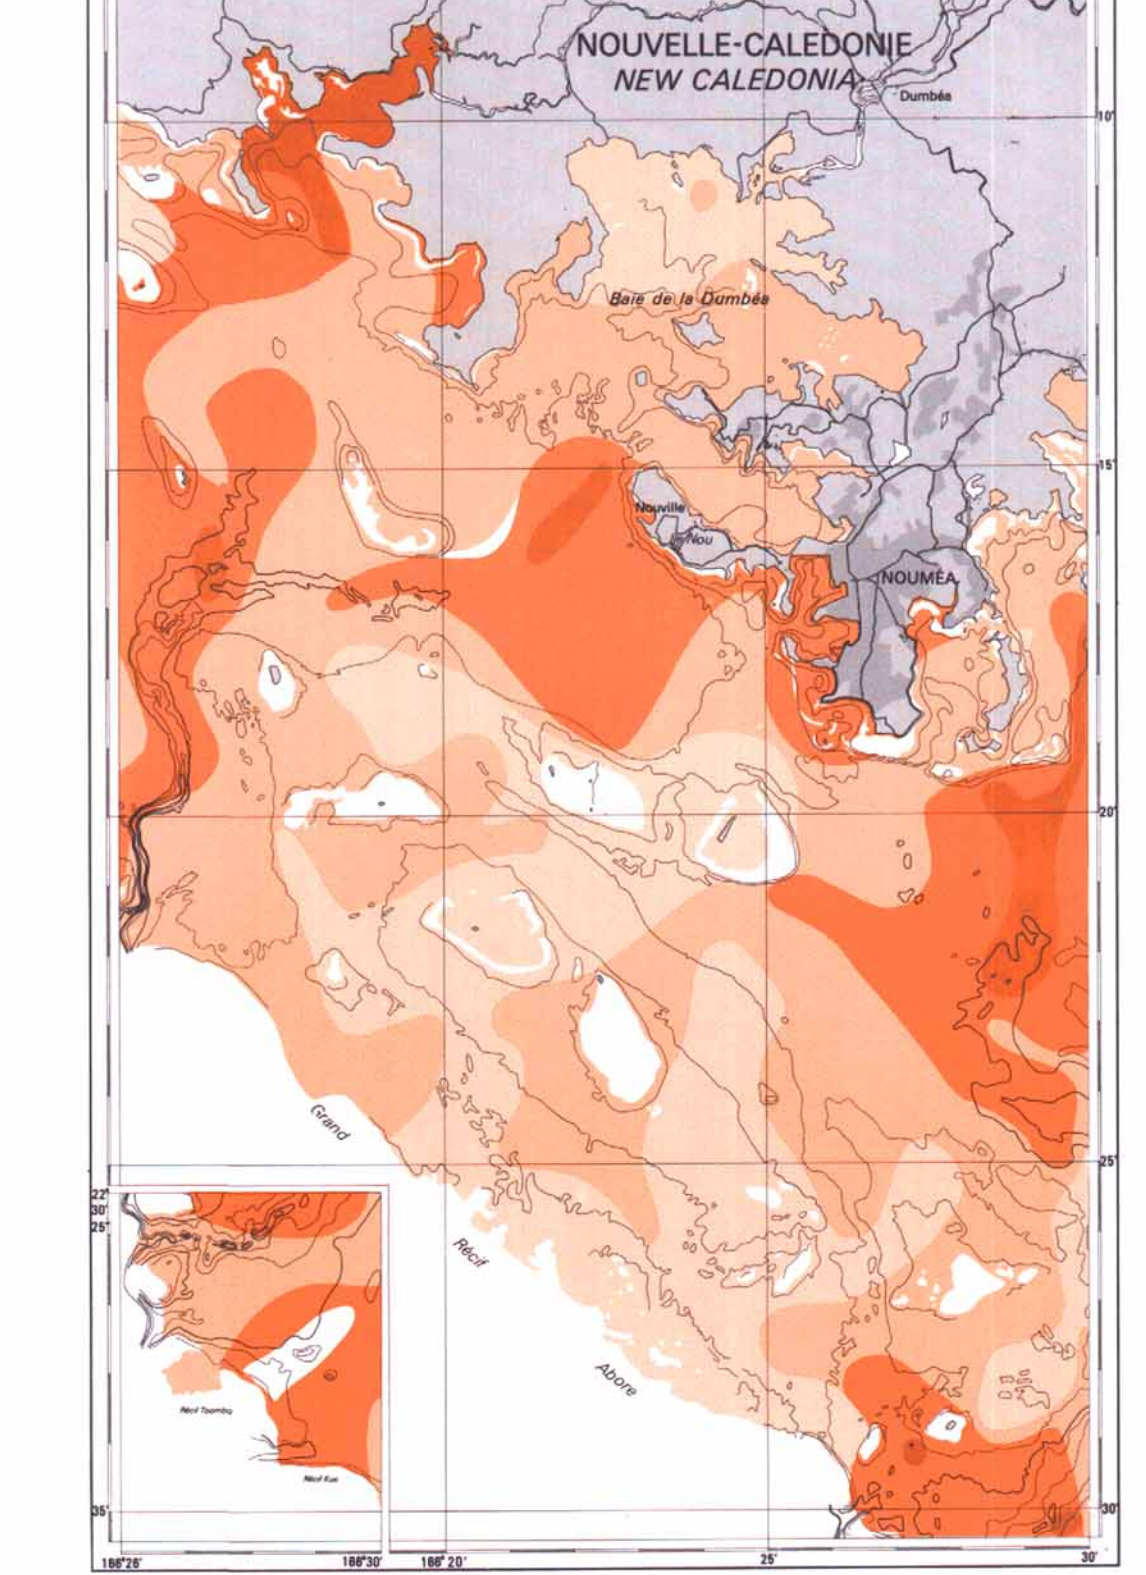 NOUVELLE-CALEDONIE
NEW CALEDONIA
Dumbéa
10'
Baie de la Dumbéa
15'
Nouville
Ile Nou
NOUMÉA
20'
Grand
25'
22°
30'
25'
Récif
Abore
Récif Toombo
Récif Kue
35'
30'
166°26'
166°30'
166°20'
25'
30'